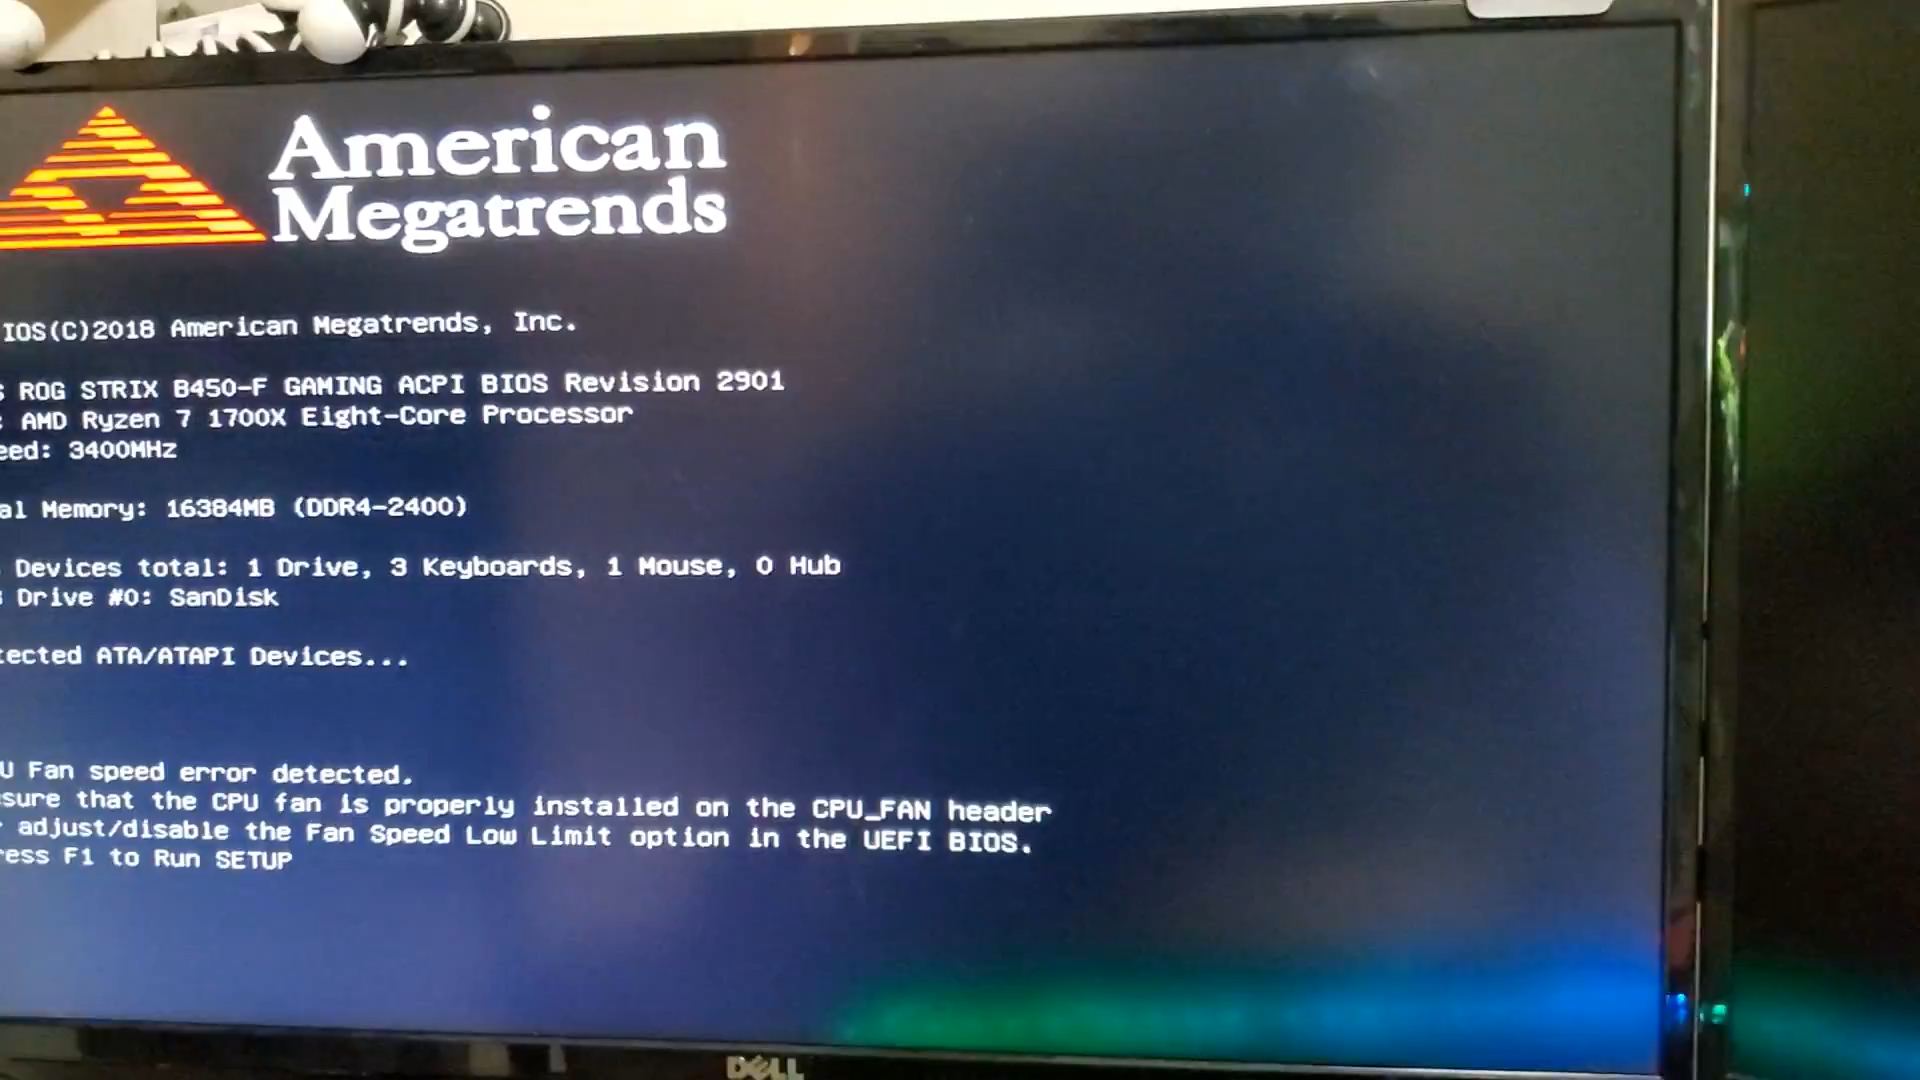 American
Megatrends
IOS(C)2018 American Megatrends, Inc.
ROG STRIX B450-F GAMING ACPI BIOS Revision 2901
: AMD Ryzen 7 1700X Eight-Core Processor
eed: 3400MHz
al Memory: 16384MB (DDR4-2400)
Devices total: 1 Drive, 3 Keyboards, 1 Mouse, 0 Hub
Drive #0: SanDisk
tected ATA/ATAPI Devices...
U Fan speed error detected.
sure that the CPU fan is properly installed on the CPU_FAN header
adjust/disable the Fan Speed Low Limit option in the UEFI BIOS.
ress F1 to Run SETUP
DELL